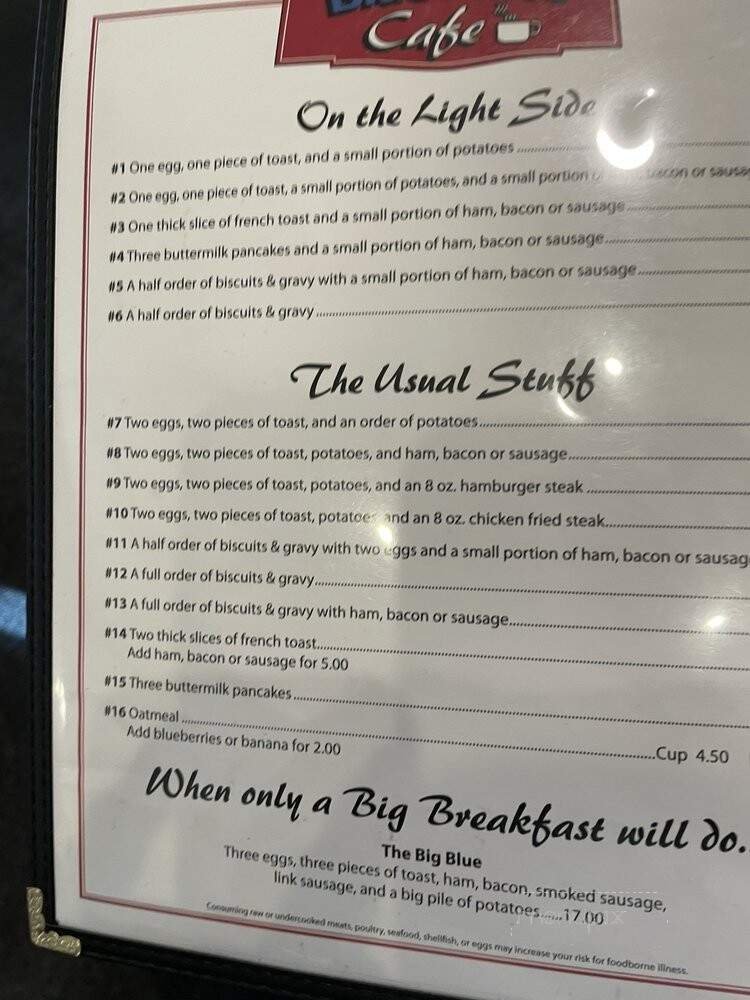 Cafe
On the Light Side
#1 One egg, one piece of toast, and a small portion of potatoes
#2 One egg, one piece of toast, a small portion of potatoes, and a small portion bacon or sausa
#3 One thick slice of french toast and a small portion of ham, bacon or sausage
#4 Three buttermilk pancakes and a small portion of ham, bacon or sausage
#5 A half order of biscuits & gravy with a small portion of ham, bacon or sausage
#6 A half order of biscuits & gravy
The Usual Stuff
#7 Two eggs, two pieces of toast, and an order of potatoes
#8 Two eggs, two pieces of toast, potatoes, and ham, bacon or sausage
#9 Two eggs, two pieces of toast, potatoes, and an 8 oz. hamburger steak
#10 Two eggs, two pieces of toast, potatoes and an 8 oz. chicken fried steak
#11 A half order of biscuits & gravy with two eggs and a small portion of ham, bacon or sausag
#12 A full order of biscuits & gravy
#13 A full order of biscuits & gravy with ham, bacon or sausage
#14 Two thick slices of french toast
Add ham, bacon or sausage for 5.00
#15 Three buttermilk pancakes
#16 Oatmeal Cup 4.50
Add blueberries or banana for 2.00
When only a Big Breakfast will do..
The Big Blue
Three eggs, three pieces of toast, ham, bacon, smoked sausage,
link sausage, and a big pile of potatoes......17.00
Consuming raw or undercooked meats, poultry, seafood, shellfish, or eggs may increase your risk for foodborne illness.